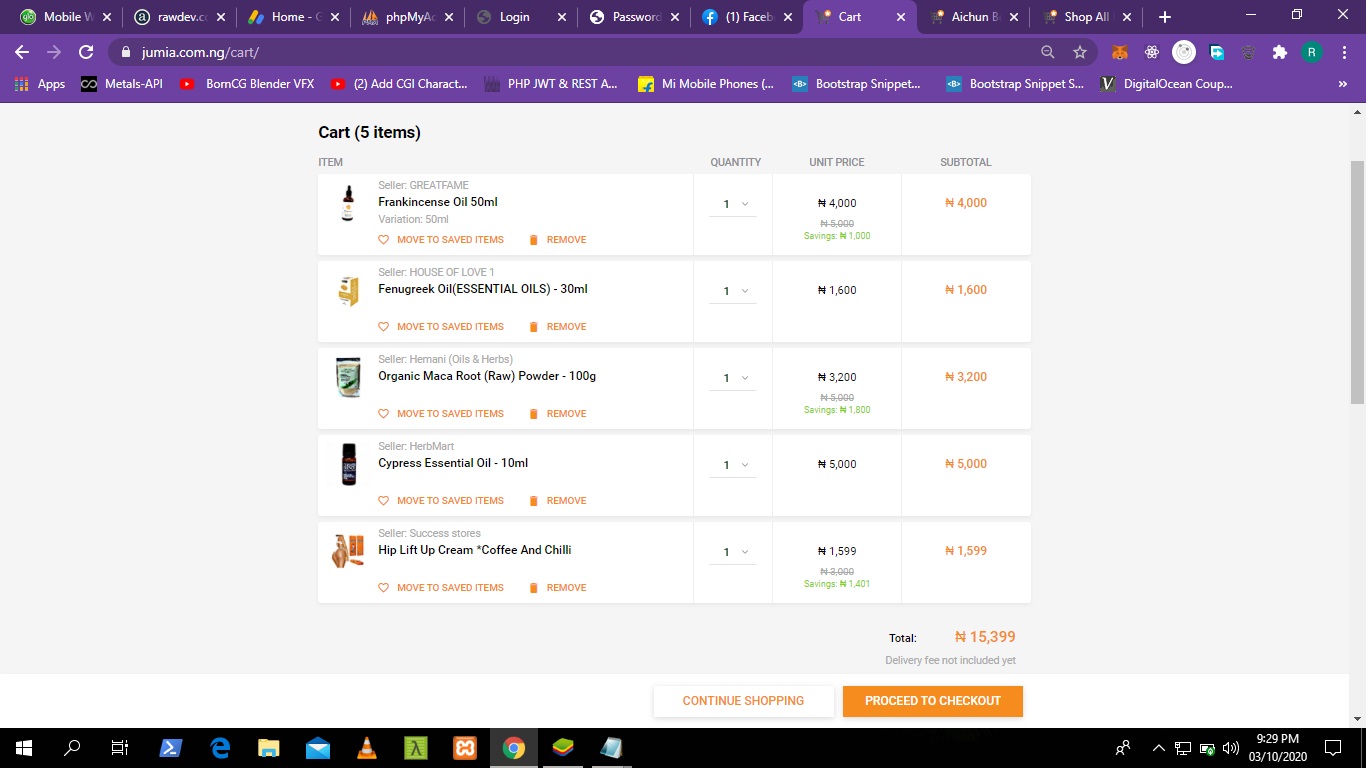 Mobile W
rawdev.co
Home - G
phpMyAc
Login
Password
(1) Faceb
Cart
Aichun B
Shop All
jumia.com.ng/cart/
R
Apps
Metals-API
BornCG Blender VFX
(2) Add CGI Charact...
PHP JWT & REST A...
Mi Mobile Phones (...
Bootstrap Snippet...
Bootstrap Snippet S...
DigitalOcean Coup...
Cart (5 items)
ITEM QUANTITY UNIT PRICE SUBTOTAL
Seller: GREATFAME
Frankincense Oil 50ml
Variation: 50ml
MOVE TO SAVED ITEMS REMOVE
1
₦ 4,000
₦ 5,000
Savings: ₦ 1,000
₦ 4,000
Seller: HOUSE OF LOVE 1
Fenugreek Oil(ESSENTIAL OILS) - 30ml
MOVE TO SAVED ITEMS REMOVE
1
₦ 1,600
₦ 1,600
Seller: Hemani (Oils & Herbs)
Organic Maca Root (Raw) Powder - 100g
MOVE TO SAVED ITEMS REMOVE
1
₦ 3,200
₦ 5,000
Savings: ₦ 1,800
₦ 3,200
Seller: HerbMart
Cypress Essential Oil - 10ml
MOVE TO SAVED ITEMS REMOVE
1
₦ 5,000
₦ 5,000
Seller: Success stores
Hip Lift Up Cream *Coffee And Chilli
MOVE TO SAVED ITEMS REMOVE
1
₦ 1,599
₦ 3,000
Savings: ₦ 1,401
₦ 1,599
Total: ₦ 15,399
Delivery fee not included yet
CONTINUE SHOPPING PROCEED TO CHECKOUT
9:29 PM
03/10/2020